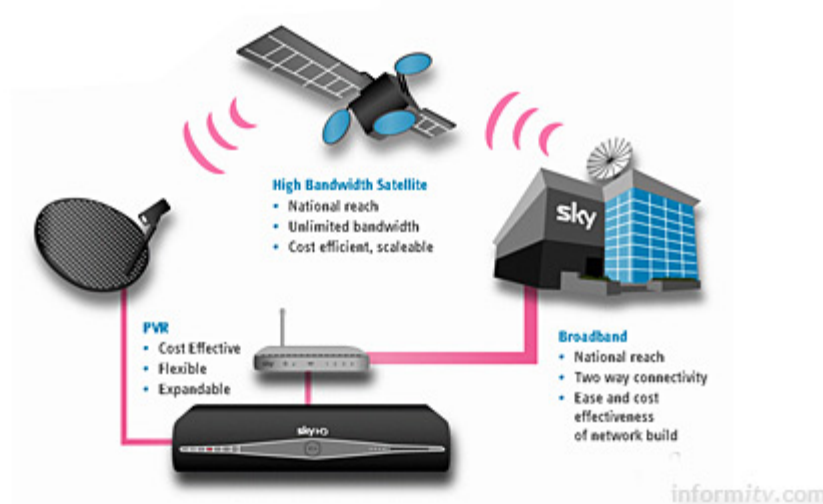 High Bandwidth Satellite
• National reach
• Unlimited bandwidth
• Cost efficient, scaleable
sky
PVR
• Cost Effective
• Flexible
• Expandable
sky
Broadband
• National reach
• Two way connectivity
• Ease and cost
effectiveness
of network build
sky HD
informitv.com